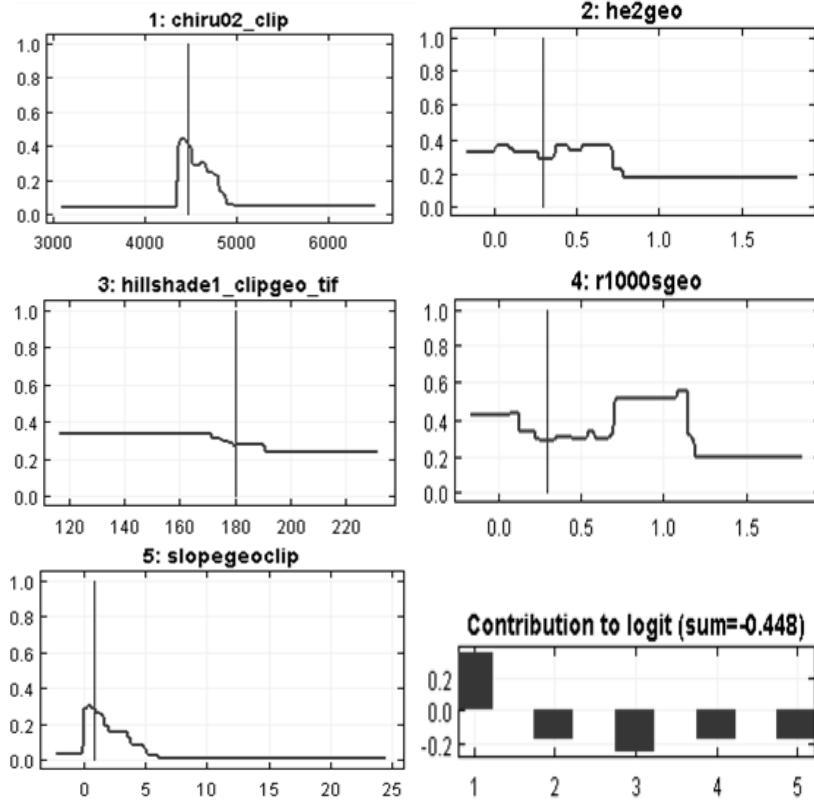 1: chiru02_clip
1.0
0.8
0.6
0.4
0.2
0.0
3000 4000 5000 6000
2: he2geo
1.0
0.8
0.6
0.4
0.2
0.0
0.0 0.5 1.0 1.5
3: hillshade1_clipgeo_tif
1.0
0.8
0.6
0.4
0.2
0.0
120 140 160 180 200 220
4: r1000sgeo
1.0
0.8
0.6
0.4
0.2
0.0
0.0 0.5 1.0 1.5
5: slopegeoclip
1.0
0.8
0.6
0.4
0.2
0.0
0 5 10 15 20 25
Contribution to logit (sum=-0.448)
0.2
0.0
-0.2
1 2 3 4 5